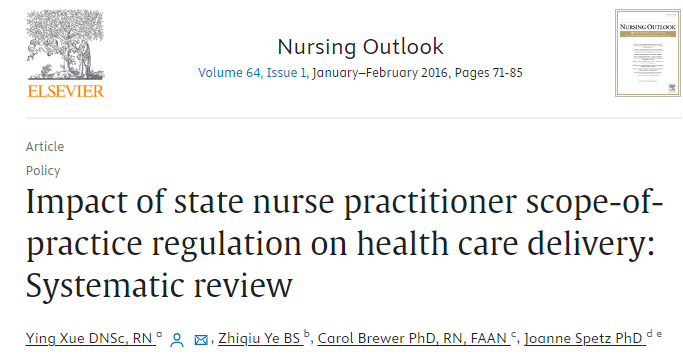 ELSEVIER
Nursing Outlook
Volume 64, Issue 1, January–February 2016, Pages 71-85
NURSING OUTLOOK
Article
Policy
Impact of state nurse practitioner scope-of-
practice regulation on health care delivery:
Systematic review
Ying Xue DNSc, RN a, Zhiqiu Ye BS b, Carol Brewer PhD, RN, FAAN c, Joanne Spetz PhD d e